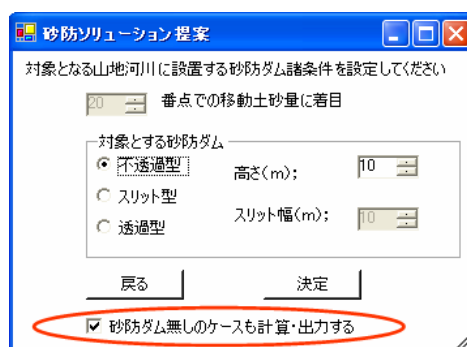 砂防ソリューション提案
対象となる山地河川に設置する砂防ダム諸条件を設定してください
20 番点での移動土砂量に着目
対象とする砂防ダム
不透過型
高さ(m);
10
スリット型
スリット幅(m);
10
透過型
戻る
決定
砂防ダム無しのケースも計算・出力する